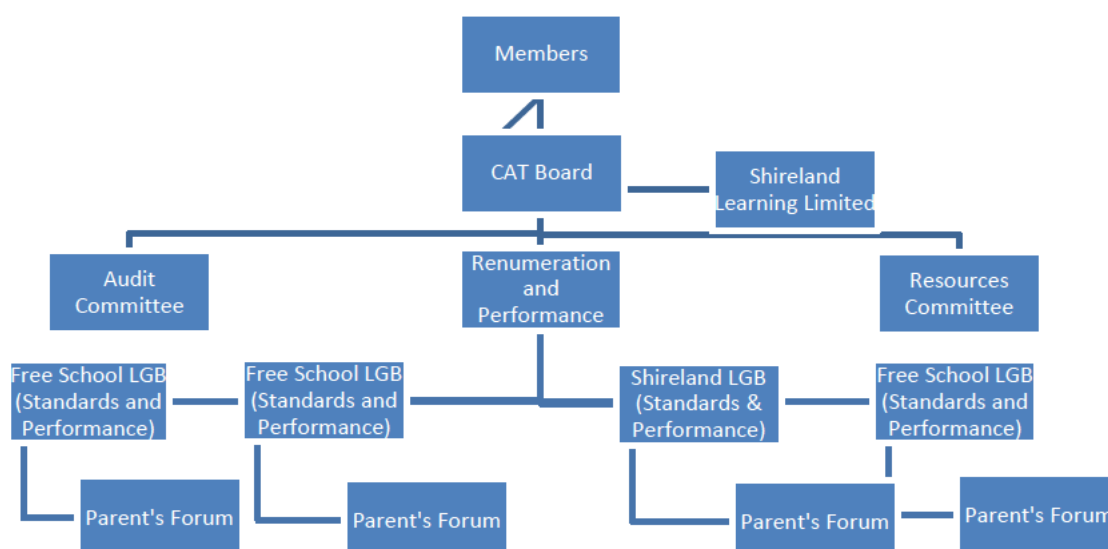 Members
CAT Board
Shireland
Learning Limited
Audit
Committee
Renumeration
and
Performance
Resources
Committee
Free School LGB
(Standards and
Performance)
Free School LGB
(Standards and
Performance)
Shireland LGB
(Standards &
Performance)
Free School LGB
(Standards and
Performance)
Parent's Forum
Parent's Forum
Parent's Forum
Parent's Forum